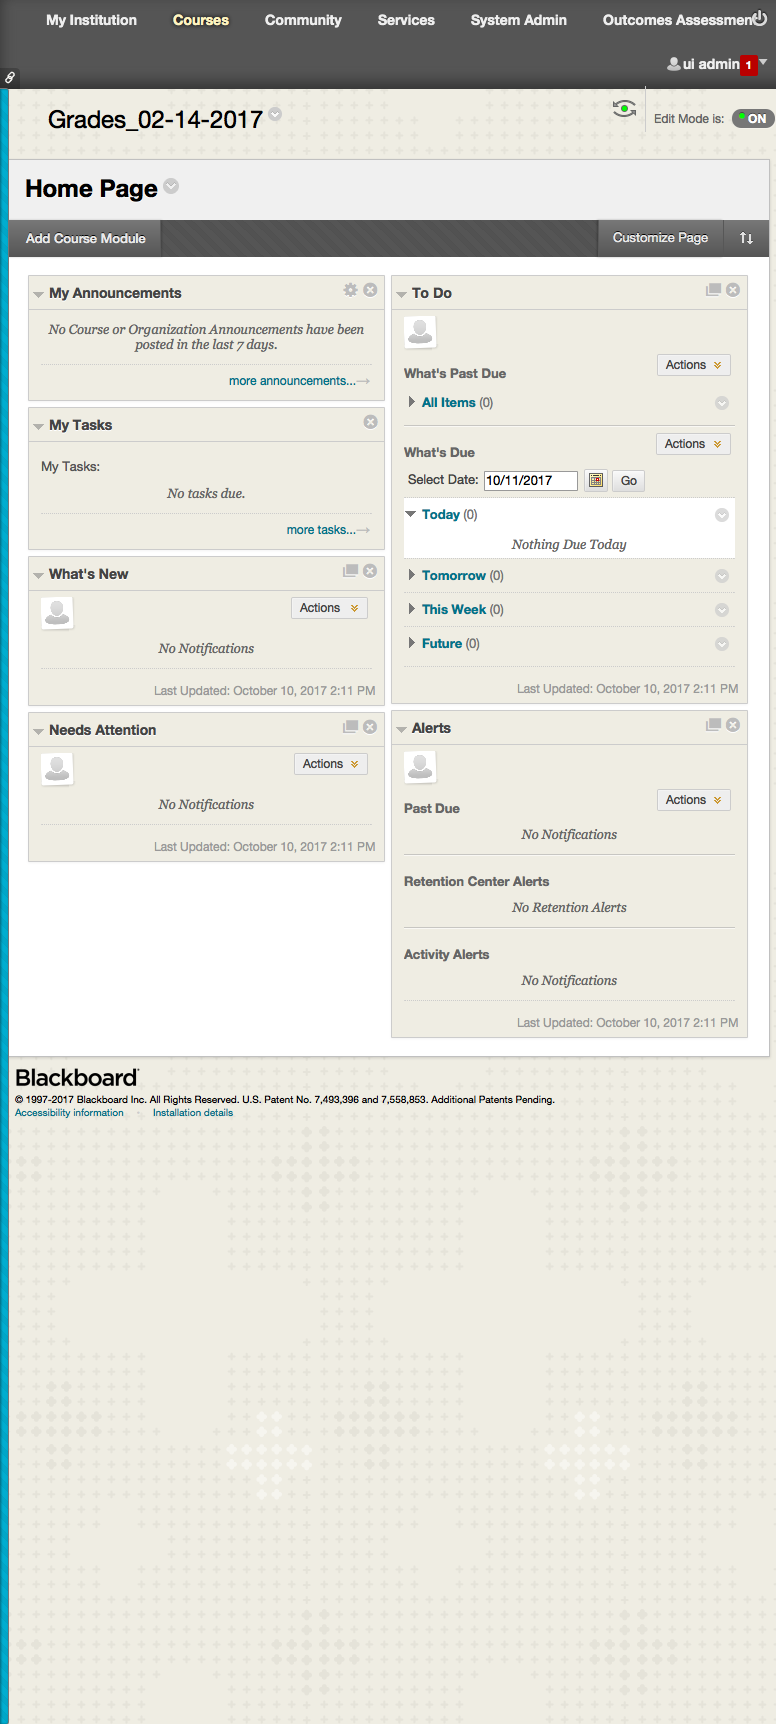 My Institution
Courses
Community
Services
System Admin
Outcomes Assessmen
ui admin 1
Grades_02-14-2017
Edit Mode is: ON
Home Page
Add Course Module
Customize Page
My Announcements
No Course or Organization Announcements have been
posted in the last 7 days.
more announcements...→
My Tasks
My Tasks:
No tasks due.
more tasks...→
What's New
Actions
No Notifications
Last Updated: October 10, 2017 2:11 PM
Needs Attention
Actions
No Notifications
Last Updated: October 10, 2017 2:11 PM
To Do
What's Past Due
Actions
All Items (0)
What's Due
Actions
Select Date: 10/11/2017 Go
Today (0)
Nothing Due Today
Tomorrow (0)
This Week (0)
Future (0)
Last Updated: October 10, 2017 2:11 PM
Alerts
Past Due
Actions
No Notifications
Retention Center Alerts
No Retention Alerts
Activity Alerts
No Notifications
Last Updated: October 10, 2017 2:11 PM
Blackboard
© 1997-2017 Blackboard Inc. All Rights Reserved. U.S. Patent No. 7,493,396 and 7,558,853. Additional Patents Pending.
Accessibility information · Installation details